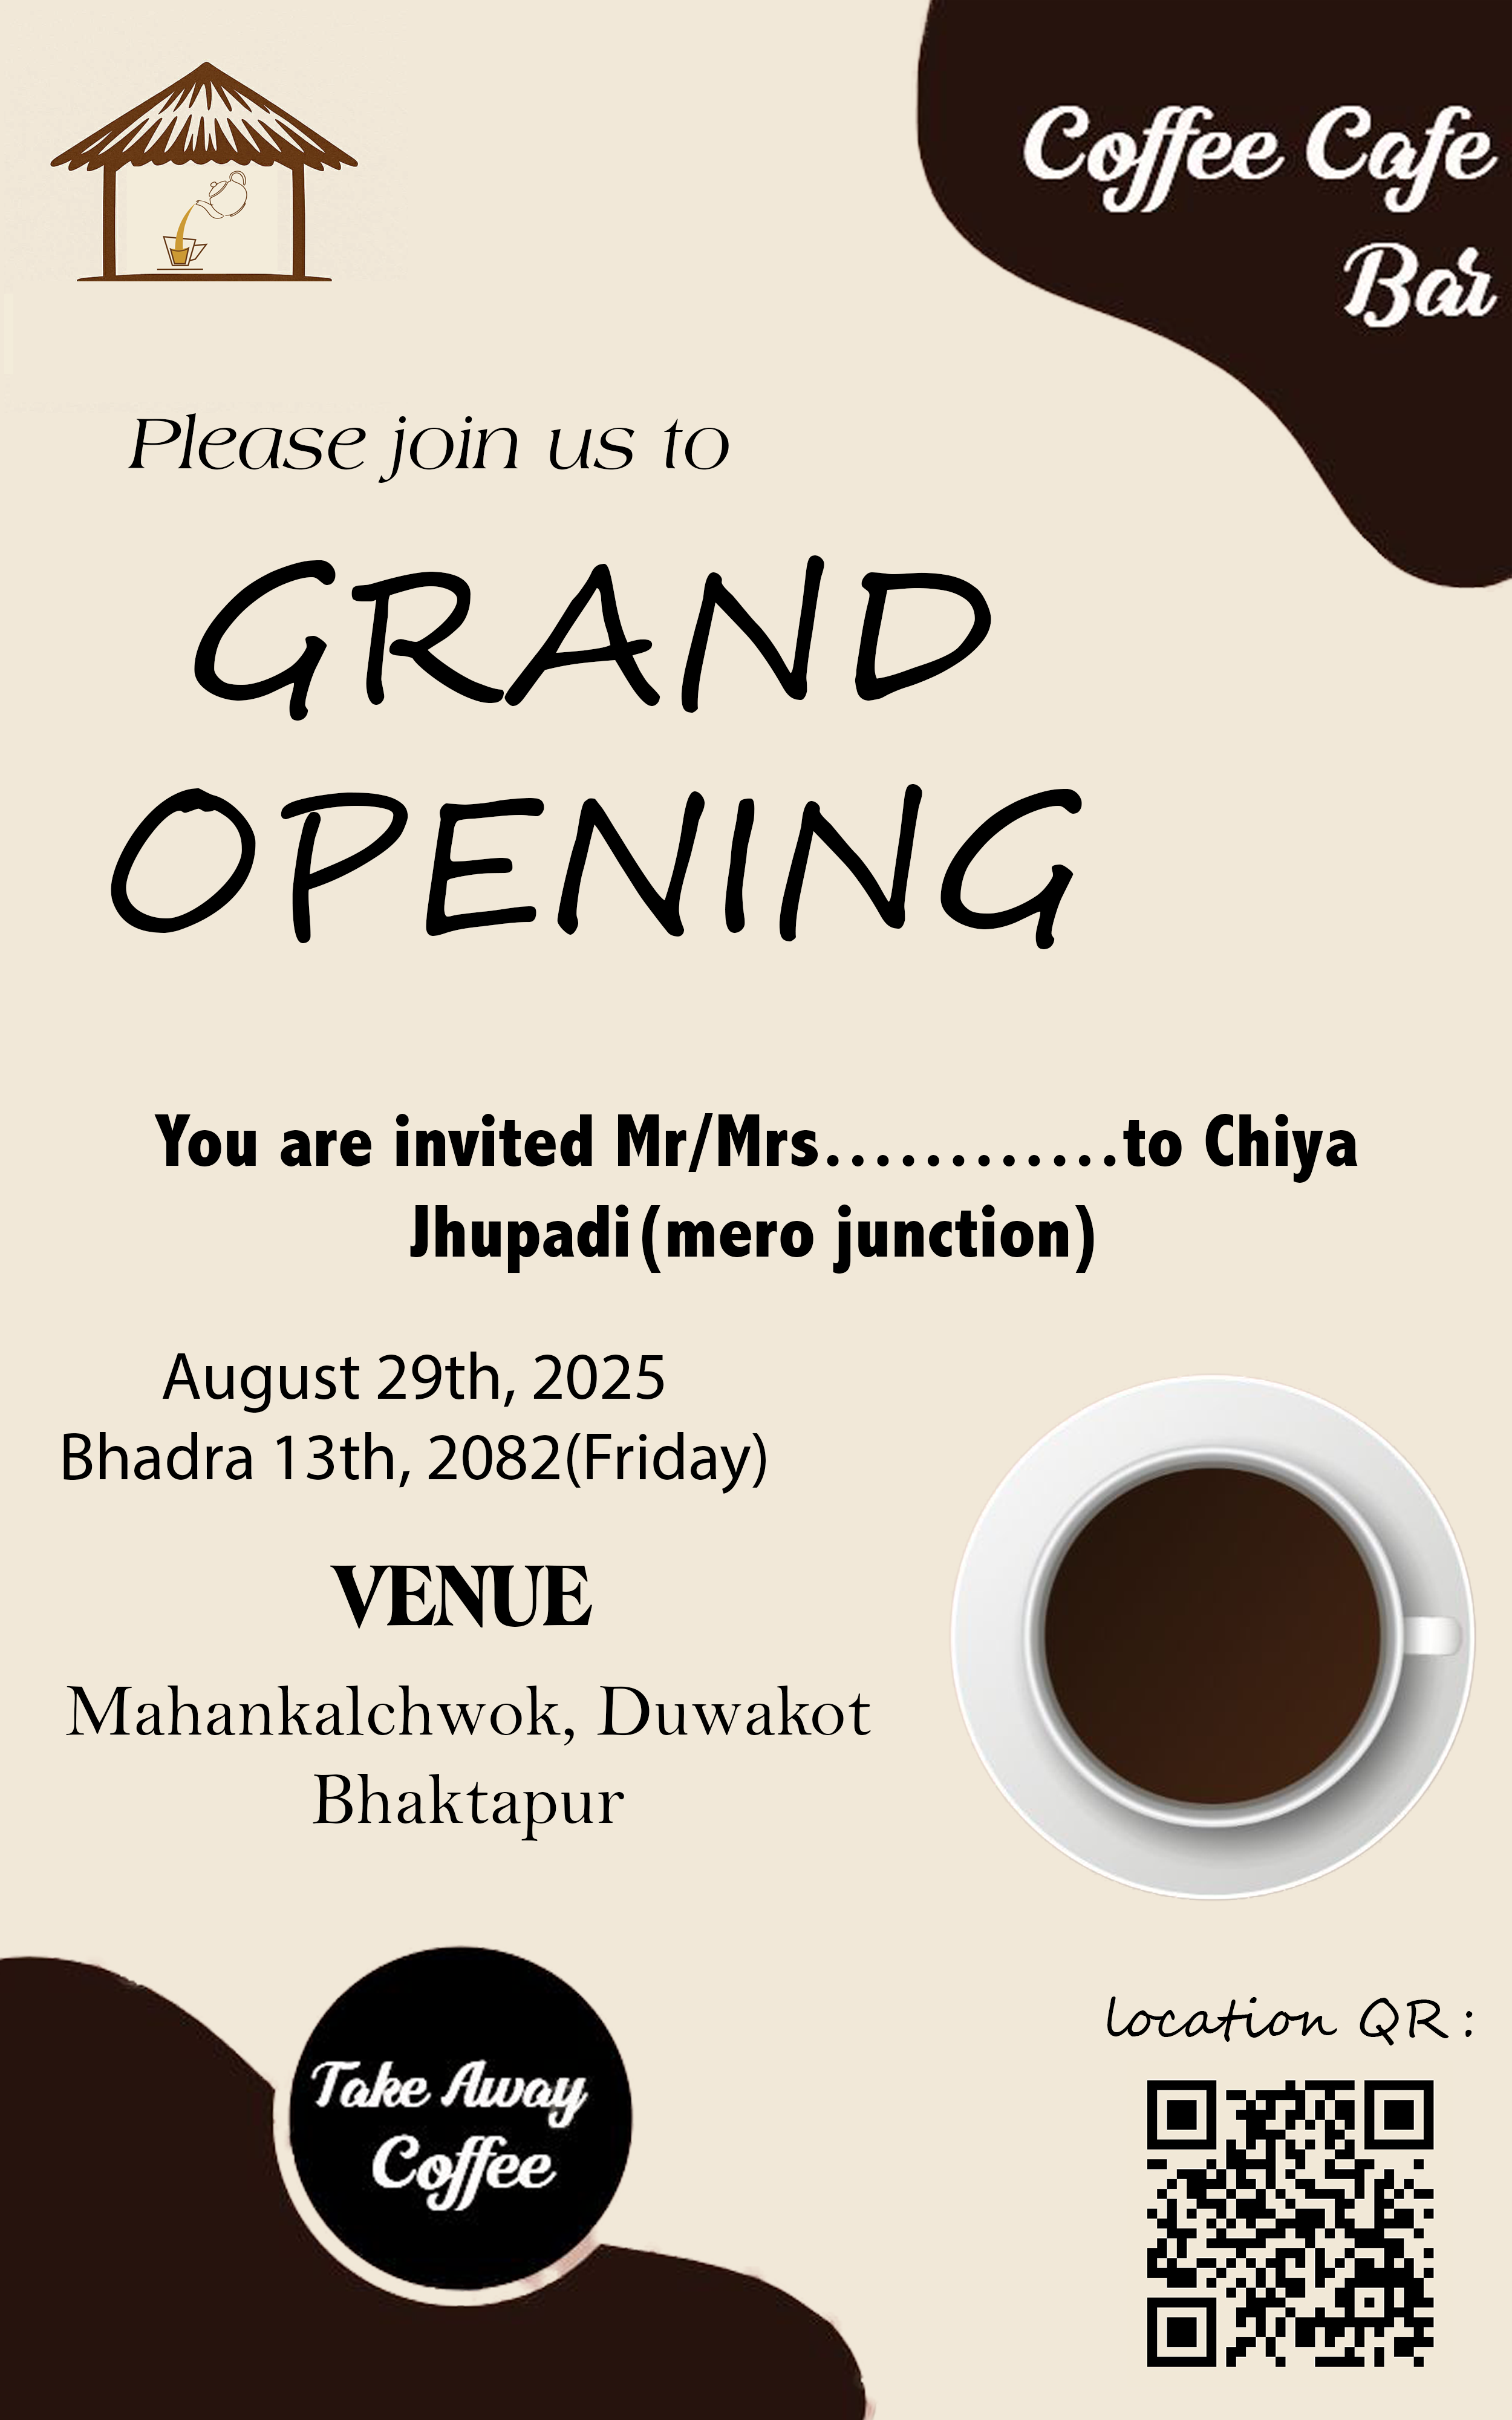 Coffee Cafe
Bar
Please join us to
GRAND
OPENING
You are invited Mr/Mrs............to Chiya
Jhupadi(mero junction)
August 29th, 2025
Bhadra 13th, 2082(Friday)
VENUE
Mahankalchwok, Duwakot
Bhaktapur
Take Away
Coffee
location QR :